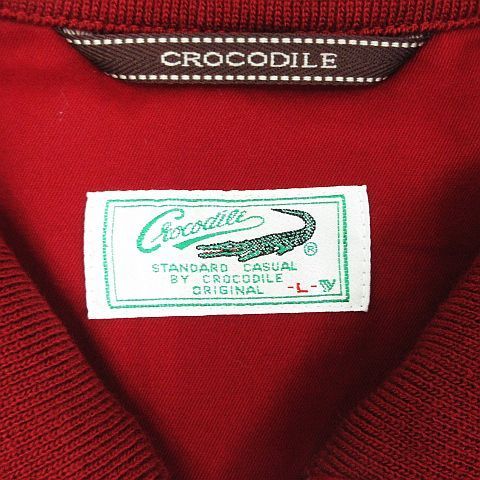 CROCODILE
Crocodile
®
STANDARD CASUAL
BY CROCODILE
ORIGINAL -L-